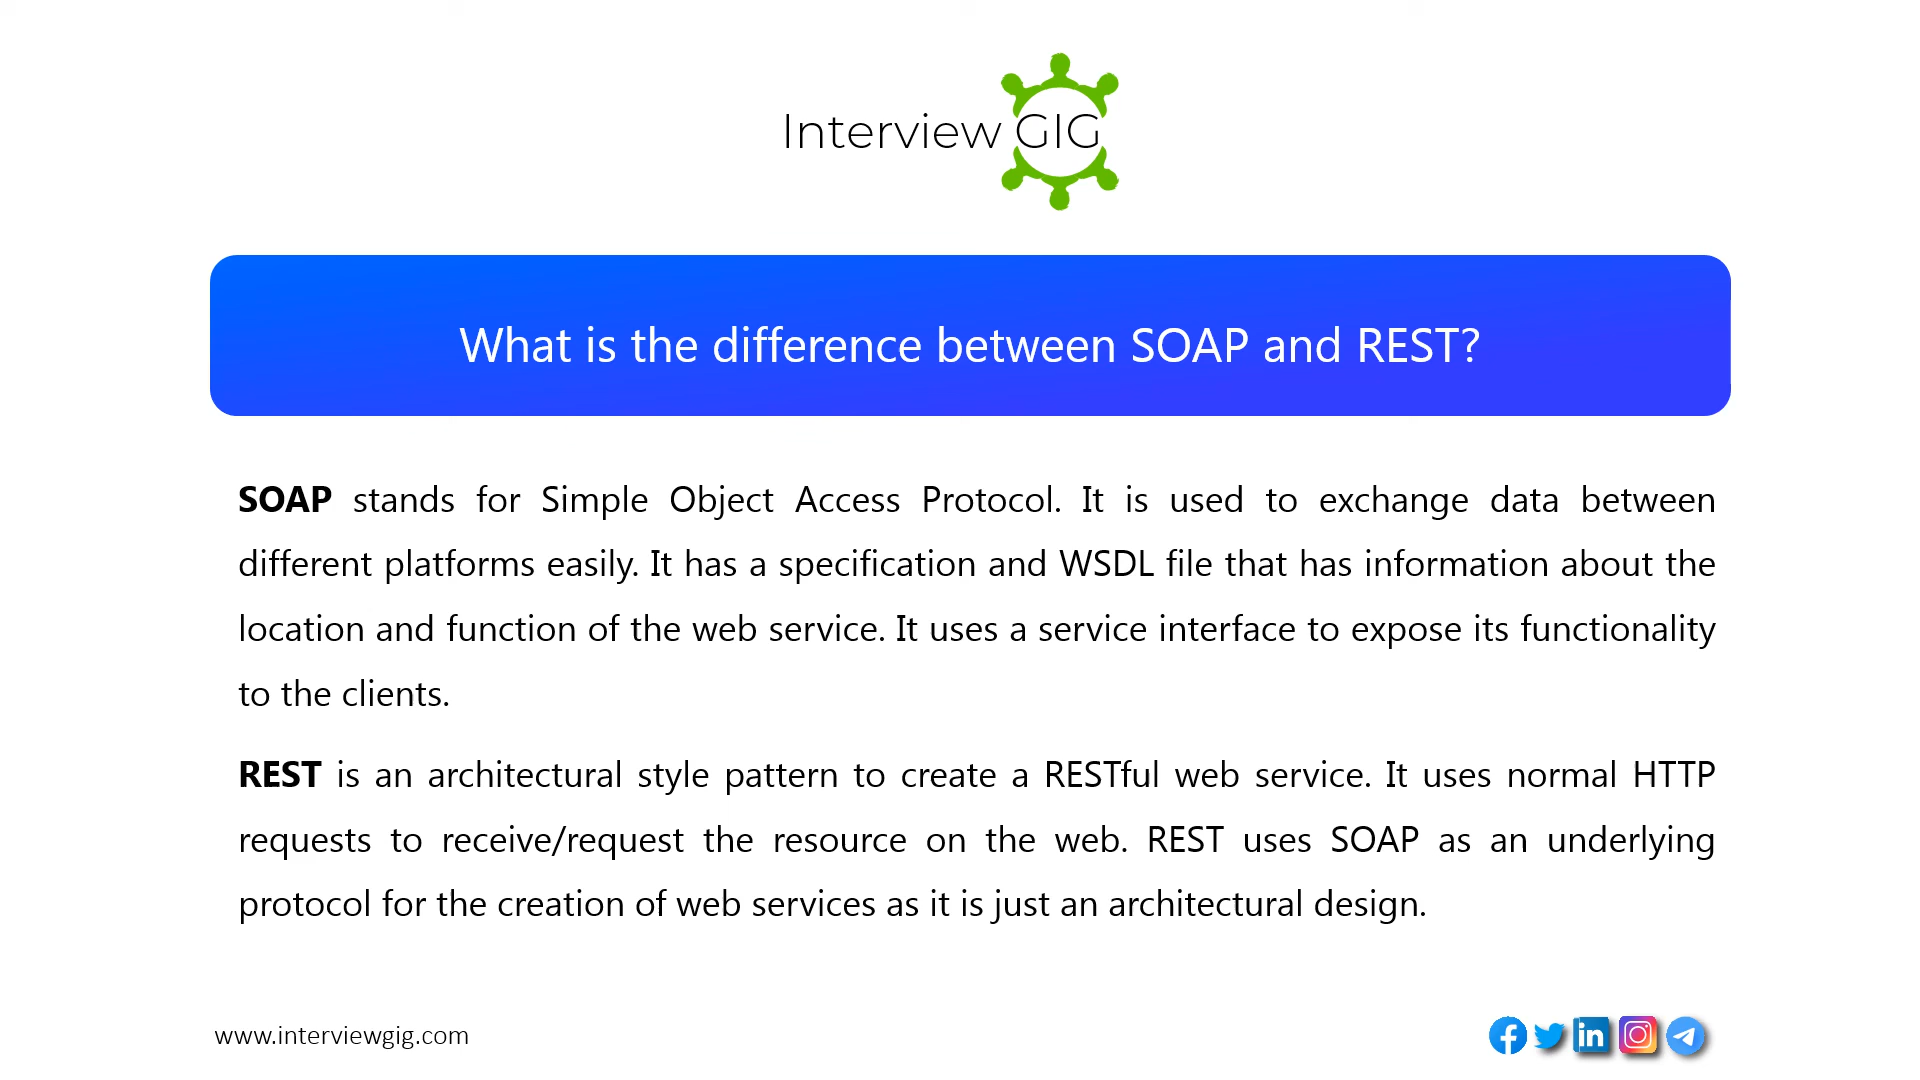 Interview GIG
What is the difference between SOAP and REST?
SOAP stands for Simple Object Access Protocol. It is used to exchange data between
different platforms easily. It has a specification and WSDL file that has information about the
location and function of the web service. It uses a service interface to expose its functionality
to the clients.
REST is an architectural style pattern to create a RESTful web service. It uses normal HTTP
requests to receive/request the resource on the web. REST uses SOAP as an underlying
protocol for the creation of web services as it is just an architectural design.
www.interviewgig.com